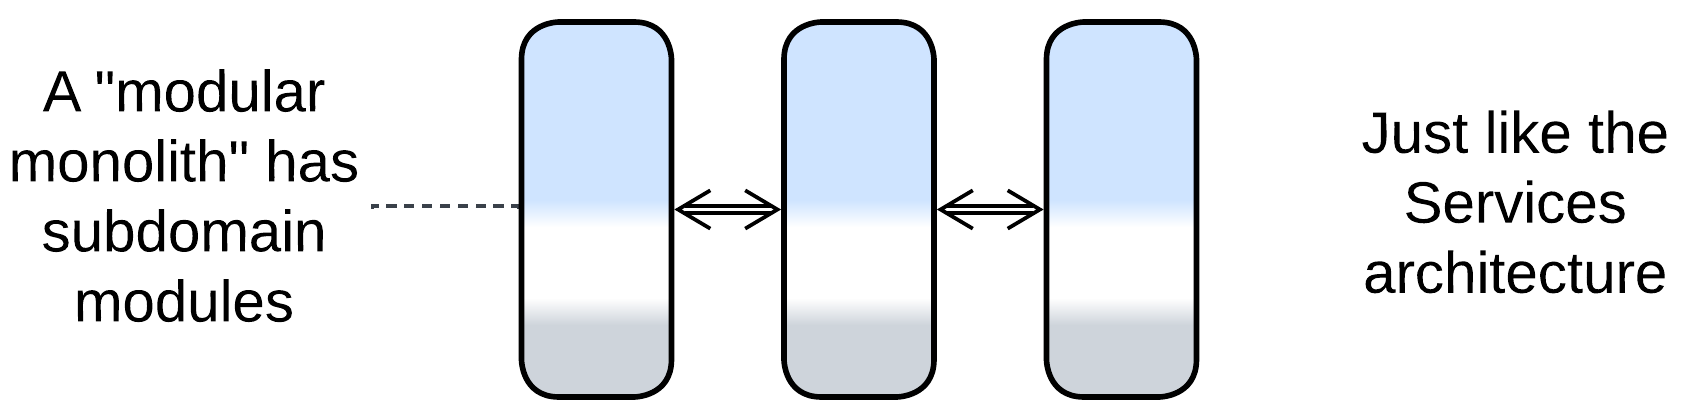 A "modular
monolith" has
subdomain
modules
Just like the
Services
architecture